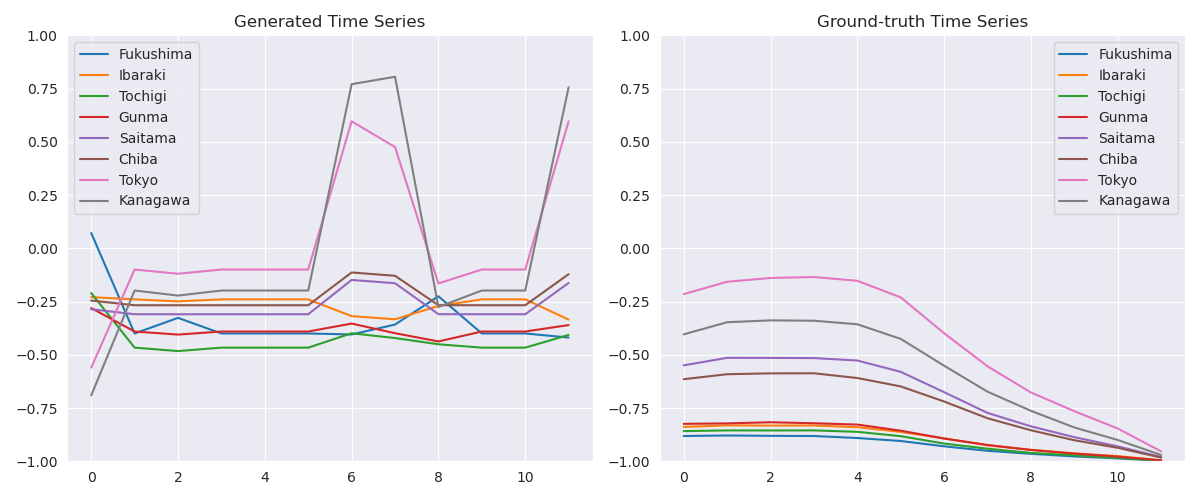 Generated Time Series
1.00
0.75
0.50
0.25
0.00
−0.25
−0.50
−0.75
−1.00
0
2
4
6
8
10
Fukushima
Ibaraki
Tochigi
Gunma
Saitama
Chiba
Tokyo
Kanagawa
Ground-truth Time Series
1.00
0.75
0.50
0.25
0.00
−0.25
−0.50
−0.75
−1.00
0
2
4
6
8
10
Fukushima
Ibaraki
Tochigi
Gunma
Saitama
Chiba
Tokyo
Kanagawa